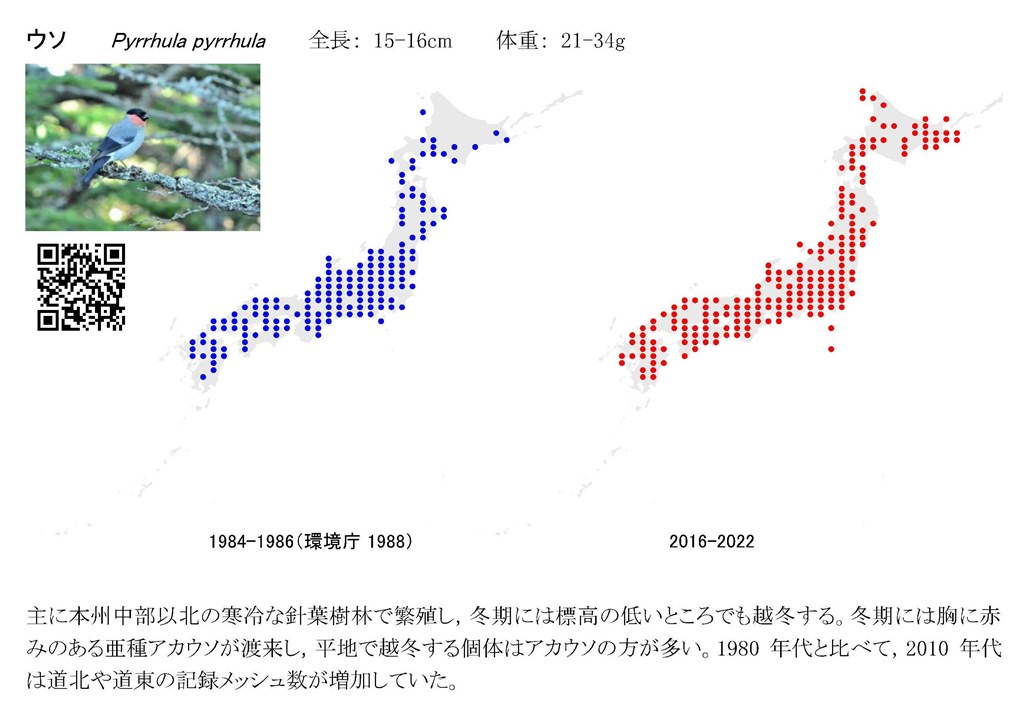 ウソ Pyrrhula pyrrhula 全長： 15-16cm 体重： 21-34g
1984-1986（環境庁 1988） 2016-2022
主に本州中部以北の寒冷な針葉樹林で繁殖し，冬期には標高の低いところでも越冬する。冬期には胸に赤
みのある亜種アカウソが渡来し，平地で越冬する個体はアカウソの方が多い。1980 年代と比べて，2010 年代
は道北や道東の記録メッシュ数が増加していた。